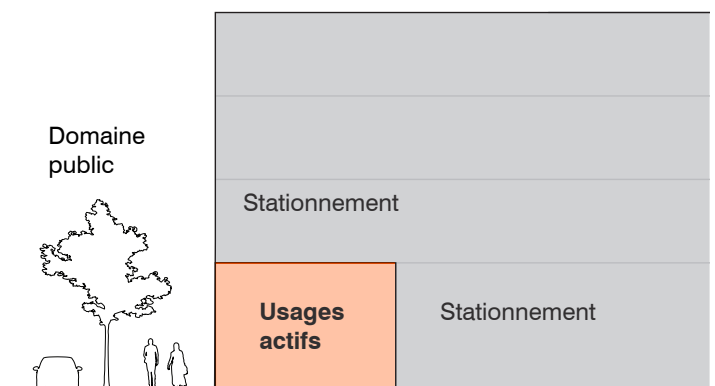 Domaine
public
Stationnement
Usages
actifs
Stationnement